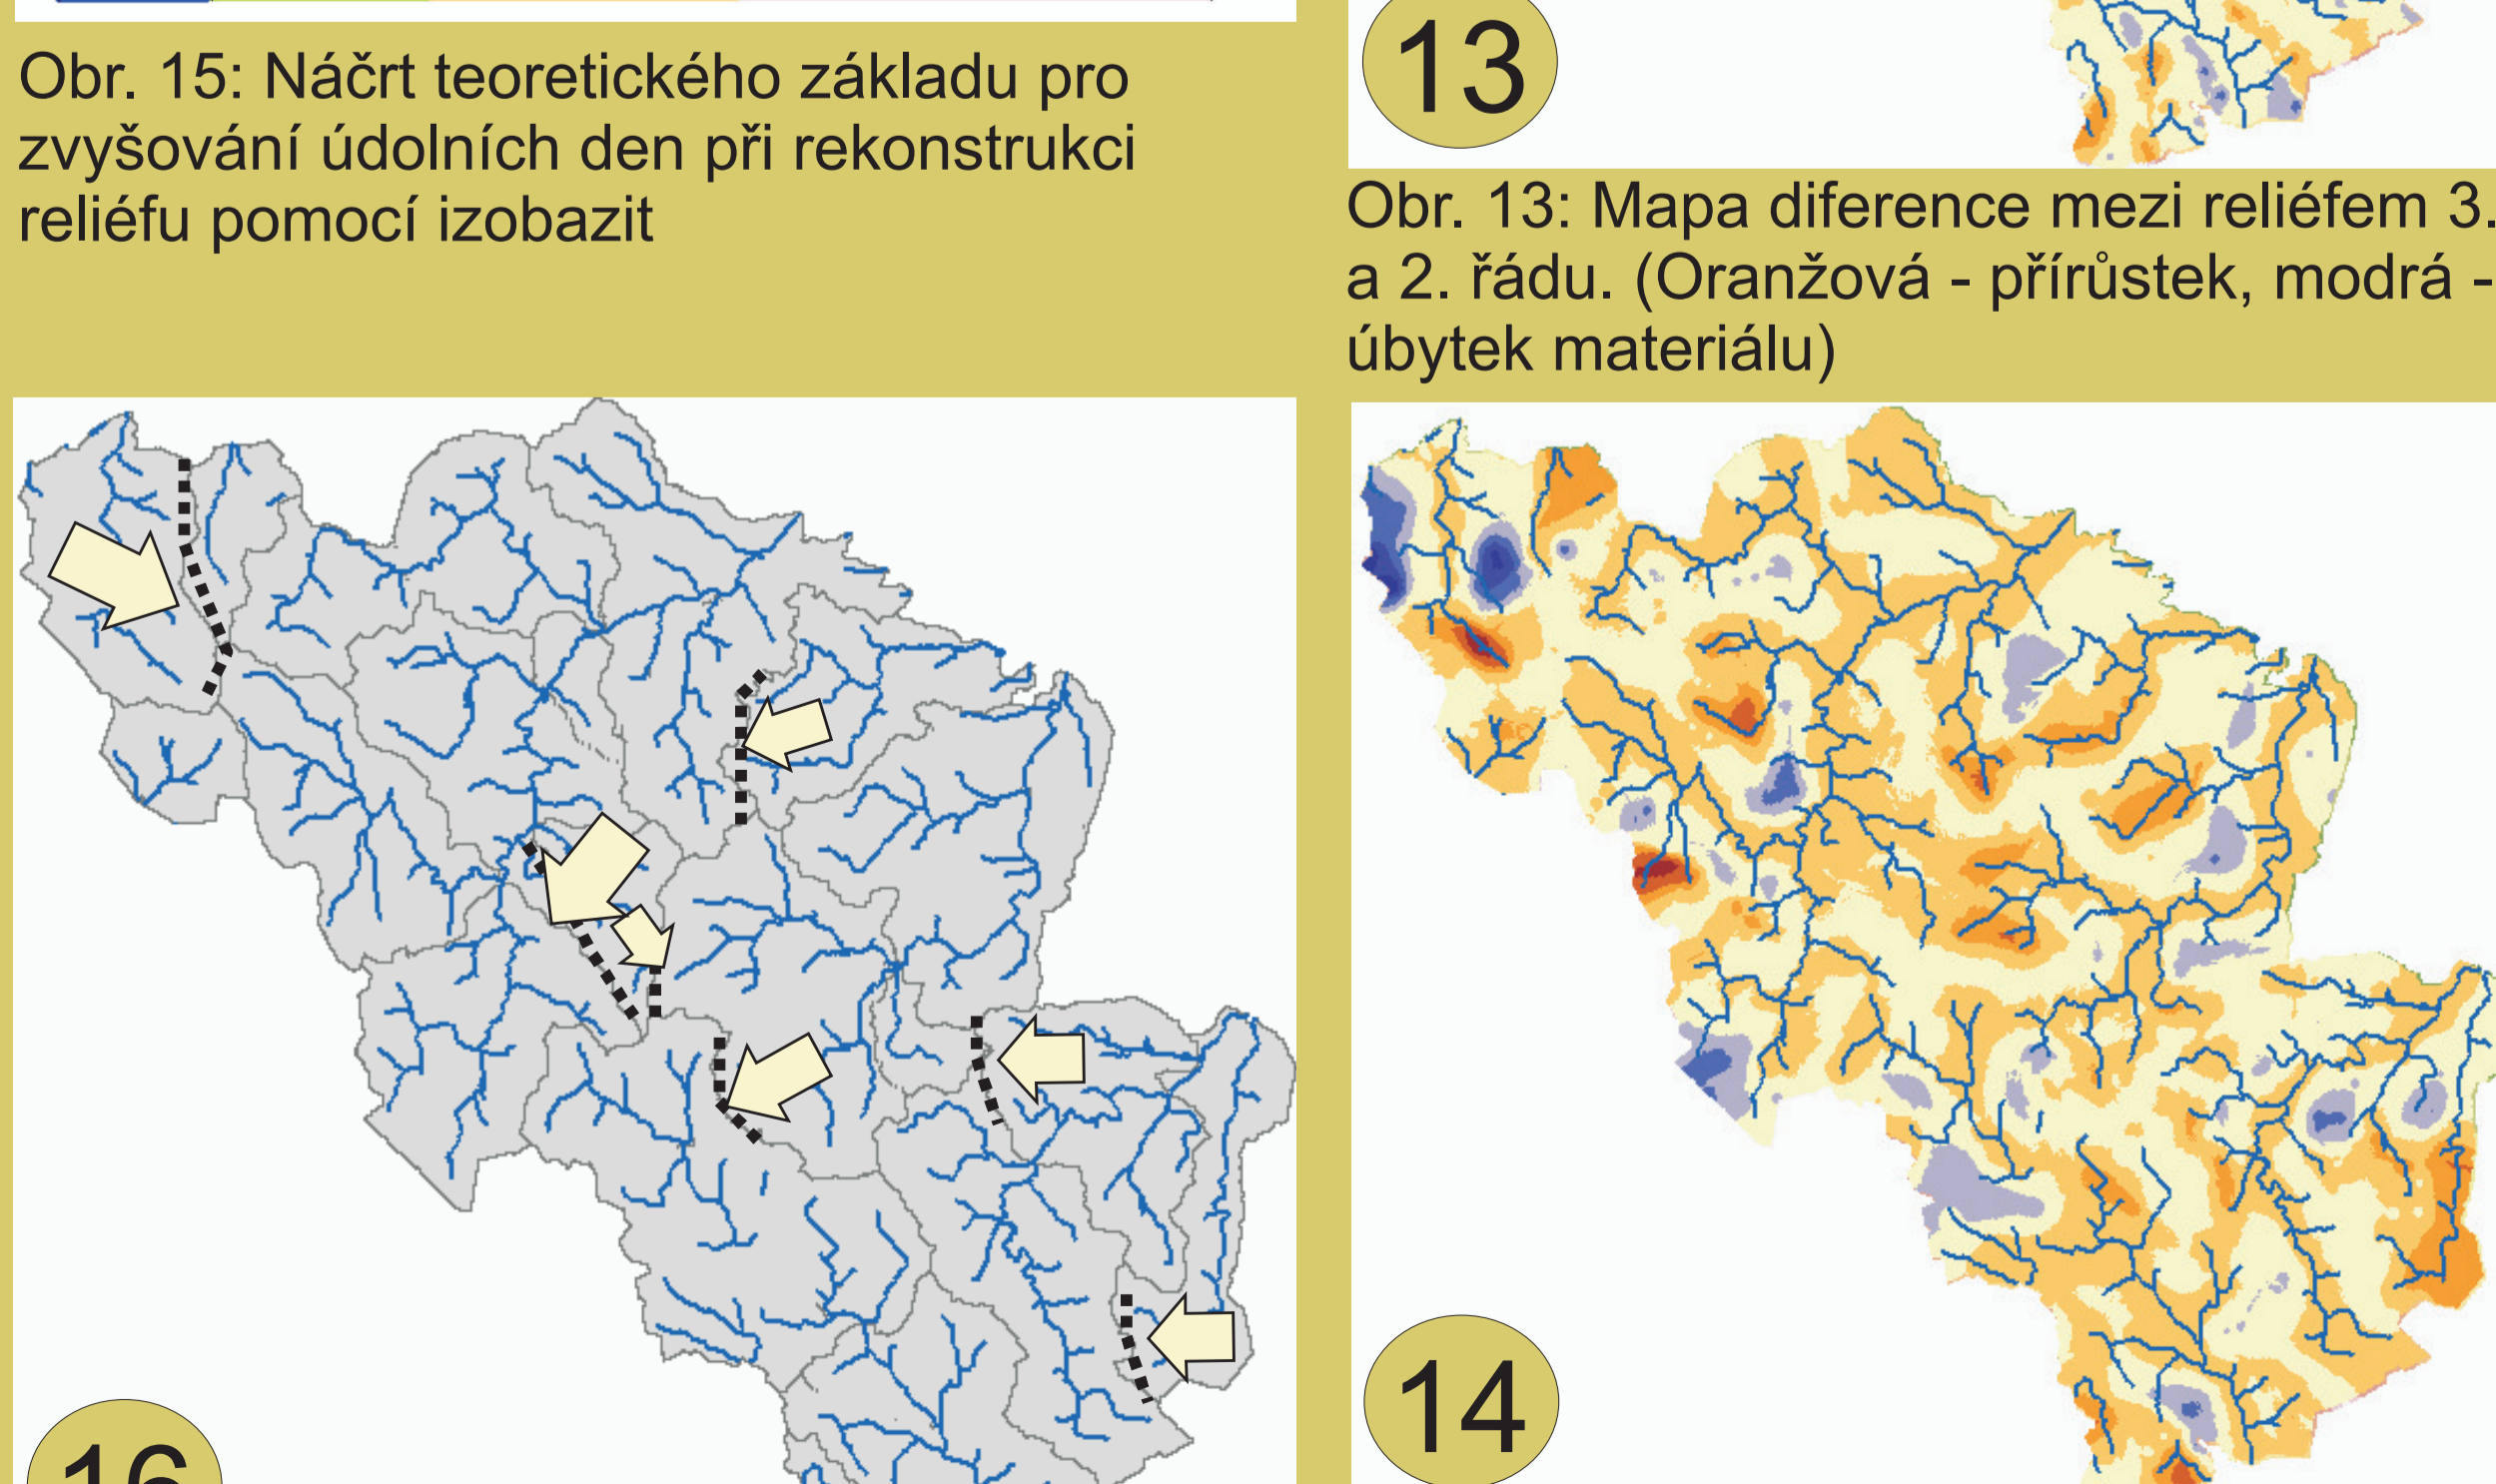 Obr. 15: Náčrt teoretického základu pro
zvyšování údolních den při rekonstrukci
reliéfu pomocí izobazit
16
13
Obr. 13: Mapa diference mezi reliéfem 3.
a 2. řádu. (Oranžová - přírůstek, modrá -
úbytek materiálu)
14